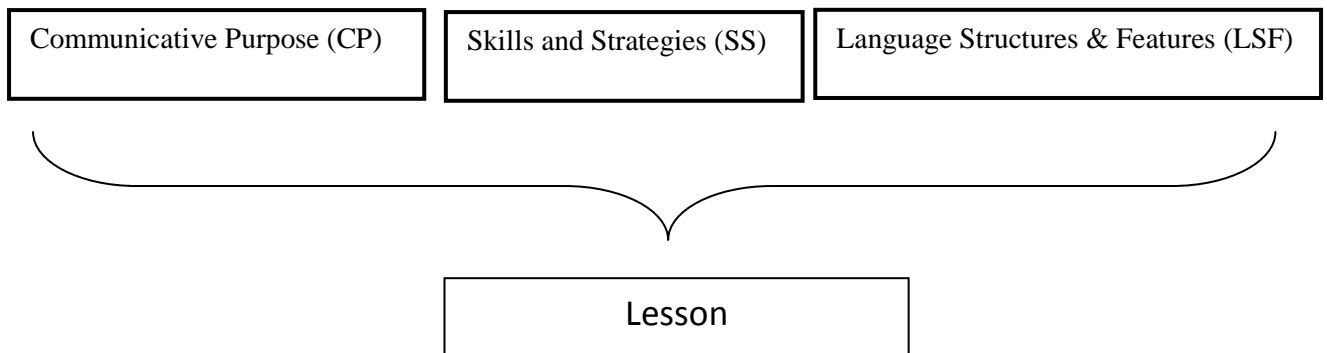 Communicative Purpose (CP)
Skills and Strategies (SS)
Language Structures & Features (LSF)
Lesson